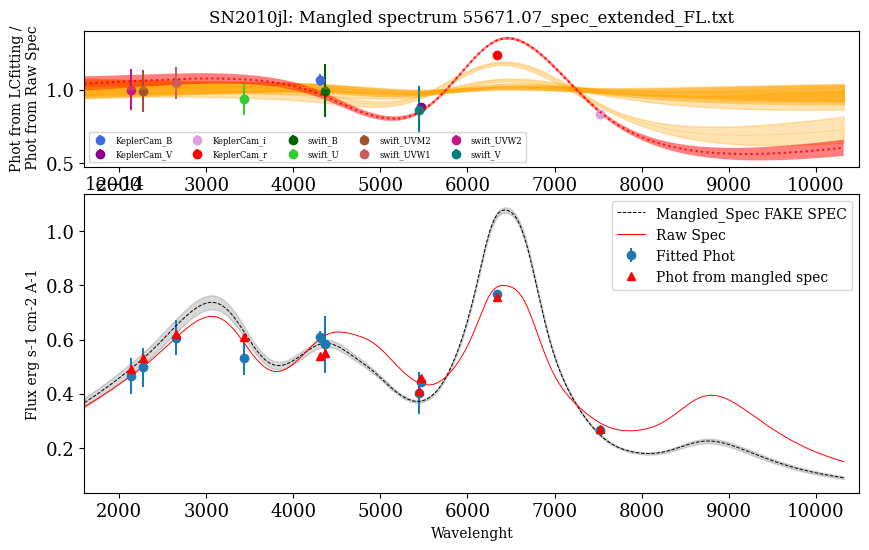 SN2010jl: Mangled spectrum 55671.07_spec_extended_FL.txt
Phot from LCfitting /
Phot from Raw Spec
1.0
0.5
KeplerCam_B
KeplerCam_V
KeplerCam_i
KeplerCam_r
swift_B
swift_U
swift_UVM2
swift_UVW1
swift_UVW2
swift_V
2000 3000 4000 5000 6000 7000 8000 9000 10000
1e−14
Flux erg s-1 cm-2 A-1
1.0
0.8
0.6
0.4
0.2
Mangled_Spec FAKE SPEC
Raw Spec
Fitted Phot
Phot from mangled spec
2000 3000 4000 5000 6000 7000 8000 9000 10000
Wavelenght